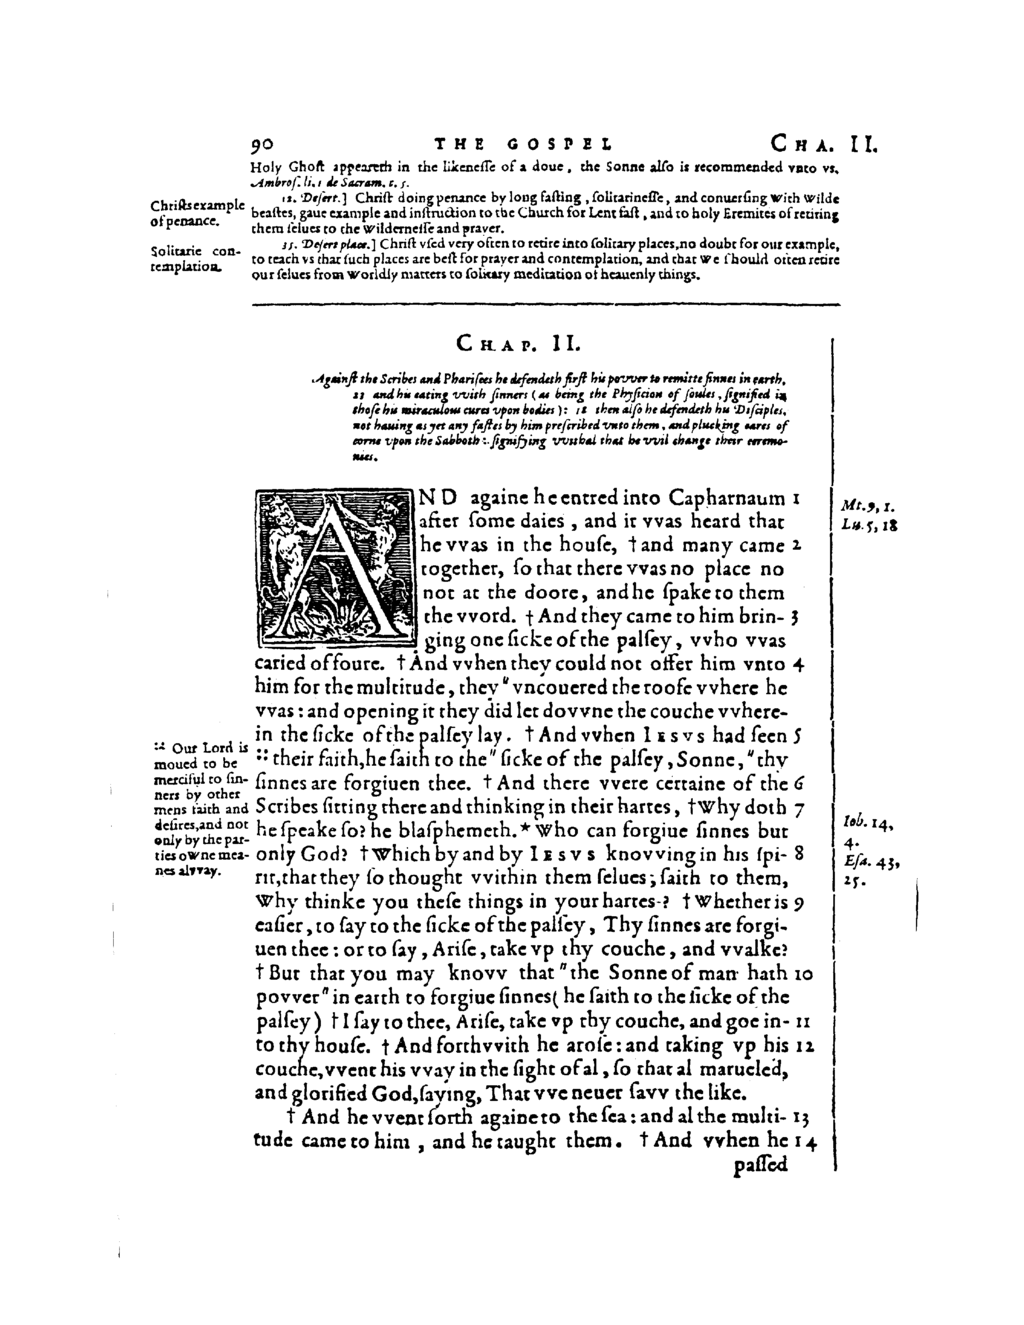 90 THE GOSPEL CHA. II.
Holy Ghoſt appeareth in the likeneſſe of a doue, the Sonne alſo is recommended vnto vs.
Ambroſ. li. 1 de Sacram. c. 5.
12. Deſert.] Chriſt doing penance by long faſting, ſolitarineſſe, and conuerſing With Wilde
beaſtes, gaue example and inſtruction to the Church for Lent faſt, and to holy Eremites of retiring
them ſelues to the Wilderneſſe and prayer.
35. Deſert place.] Chriſt vſed very often to retire into ſolitary places, no doubt for our example,
to teach vs that ſuch places are beſt for prayer and contemplation, and that We ſhould often retire
our ſelues from Worldly matters to ſolitary meditation of heauenly things.
Chriſts example
of penance.
Solitarie con-
templation.
CHAP. II.
Againſt the Scribes and Phariſees he defendeth firſt his povver to remitte ſinnes in earth,
13 and his eating vvith ſinners (as being the Phyſicion of ſoules, ſignified in
thoſe his miraculous cures vpon bodies): 18 then alſo he defendeth his Diſciples,
not hauing as yet any faſtes by him preſcribed vnto them, and plucking eares of
corne vpon the Sabboth: ſignifying vvithal that he vvil change their ceremo-
nies.
AND againe he entred into Capharnaum 1
after ſome daies, and it vvas heard that
he vvas in the houſe, † and many came 2
together, ſo that there vvas no place no
not at the doore, and he ſpake to them
the vvord. † And they came to him brin- 3
ging one ſicke of the palſey, vvho vvas
caried of foure. † And vvhen they could not offer him vnto 4
him for the multitude, they " vncouered the roofe vvhere he
vvas: and opening it they did let dovvne the couche vvhere-
in the ſicke of the palſey lay. † And vvhen IESVS had ſeen 5
:: their faith, he ſaith to the " ſicke of the palſey, Sonne, " thy
ſinnes are forgiuen thee. † And there vvere certaine of the 6
Scribes ſitting there and thinking in their hartes, † Why doth 7
he ſpeake ſo? he blaſphemeth. * Who can forgiue ſinnes but
only God? † Which by and by IESVS knovving in his ſpi- 8
rit, that they ſo thought vvithin them ſelues, ſaith to them,
Why thinke you theſe things in your hartes? † Whether is 9
eaſier, to ſay to the ſicke of the palſey, Thy ſinnes are forgi-
uen thee: or to ſay, Ariſe, take vp thy couche, and vvalke?
† But that you may knovv that " the Sonne of man hath 10
povver " in earth to forgiue ſinnes (he ſaith to the ſicke of the
palſey) † I ſay to thee, Ariſe, take vp thy couche, and goe in- 11
to thy houſe. † And forthvvith he aroſe: and taking vp his 12
couche, vvent his vvay in the ſight of al, ſo that al marueled,
and glorified God, ſaying, That vve neuer ſavv the like.
† And he vvent forth againe to the ſea: and al the multi- 13
tude came to him, and he taught them. † And vvhen he 14
paſſed
:: Our Lord is
moued to be
merciful to ſin-
ners by other
mens faith and
deſires, and not
only by the par-
ties owne mea-
nes alvvay.
Mt. 9, 1.
Lu. 5, 18
Iob. 14,
4.
Eſa. 43,
25.